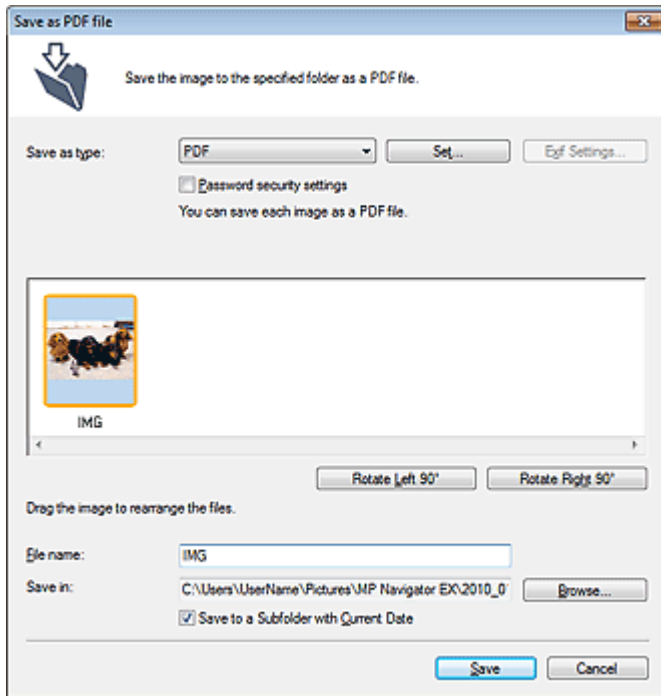 Save as PDF file
Save the image to the specified folder as a PDF file.
Save as type: PDF Set... Exif Settings...
Password security settings
You can save each image as a PDF file.
IMG
Rotate Left 90° Rotate Right 90°
Drag the image to rearrange the files.
File name: IMG
Save in: C:\Users\UserName\Pictures\MP Navigator EX\2010_0 Browse...
Save to a Subfolder with Current Date
Save Cancel